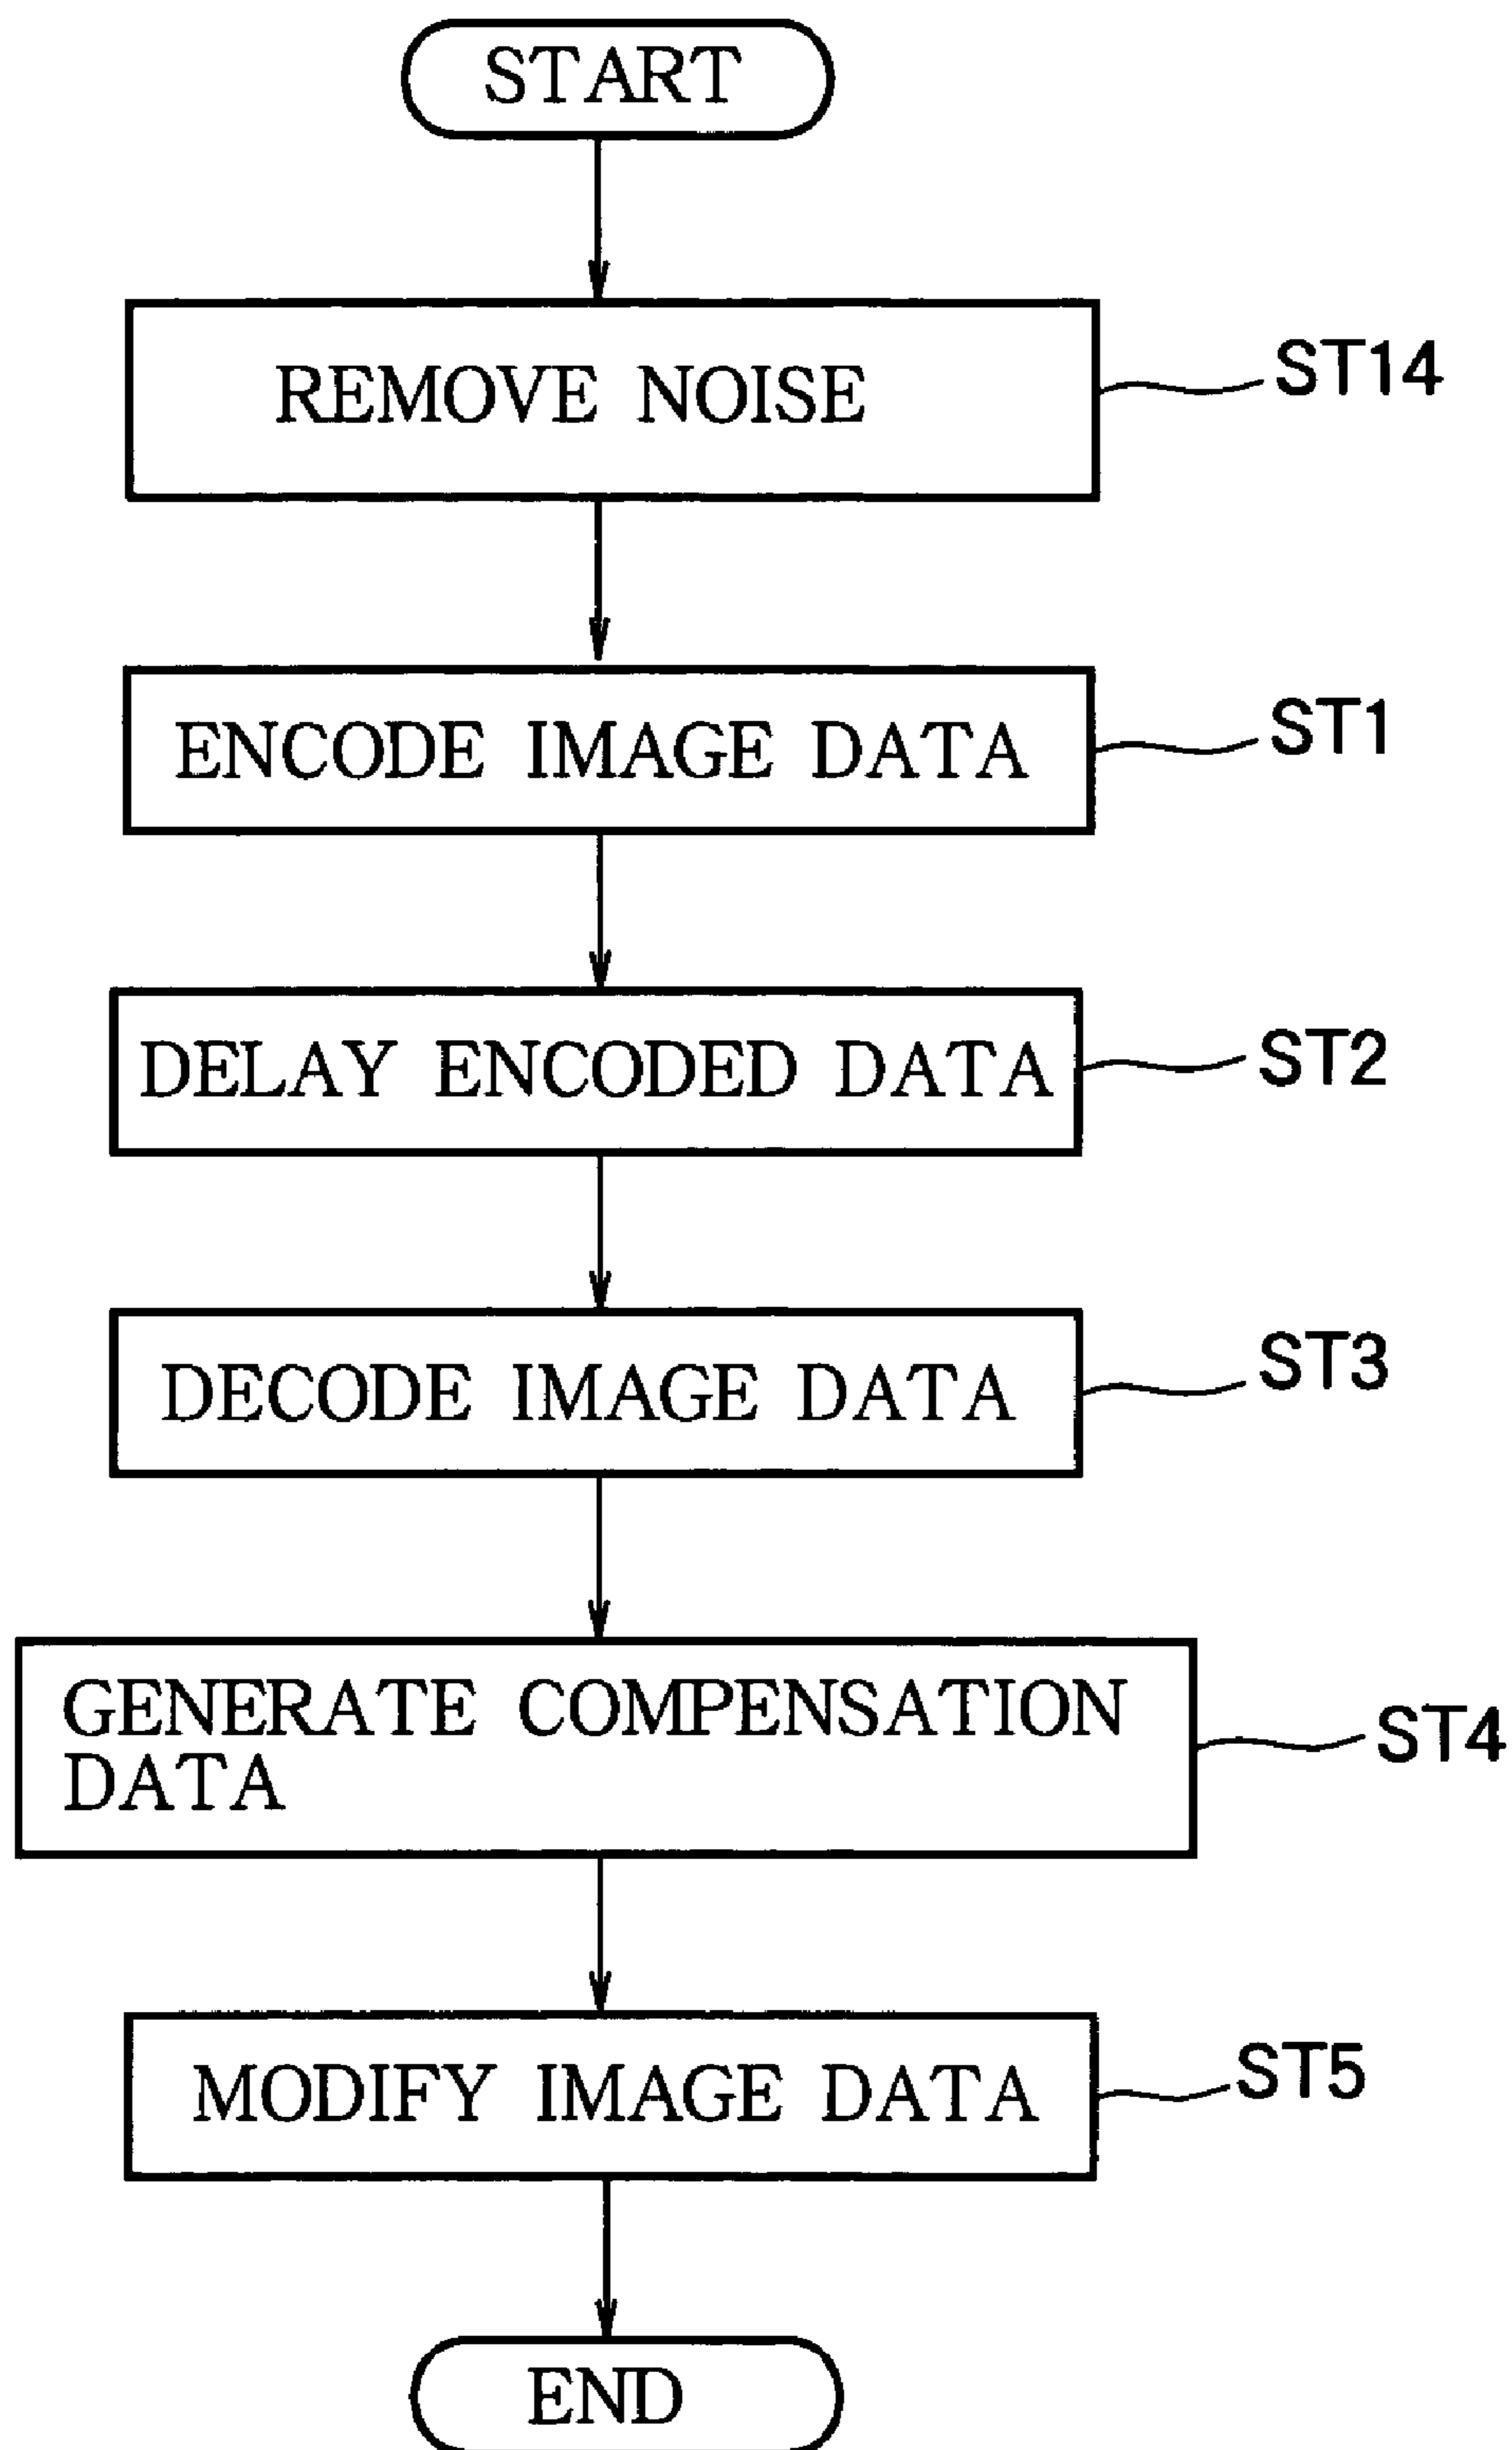 START
REMOVE NOISE
ST14
ENCODE IMAGE DATA
ST1
DELAY ENCODED DATA
ST2
DECODE IMAGE DATA
ST3
GENERATE COMPENSATION
DATA
ST4
MODIFY IMAGE DATA
ST5
END